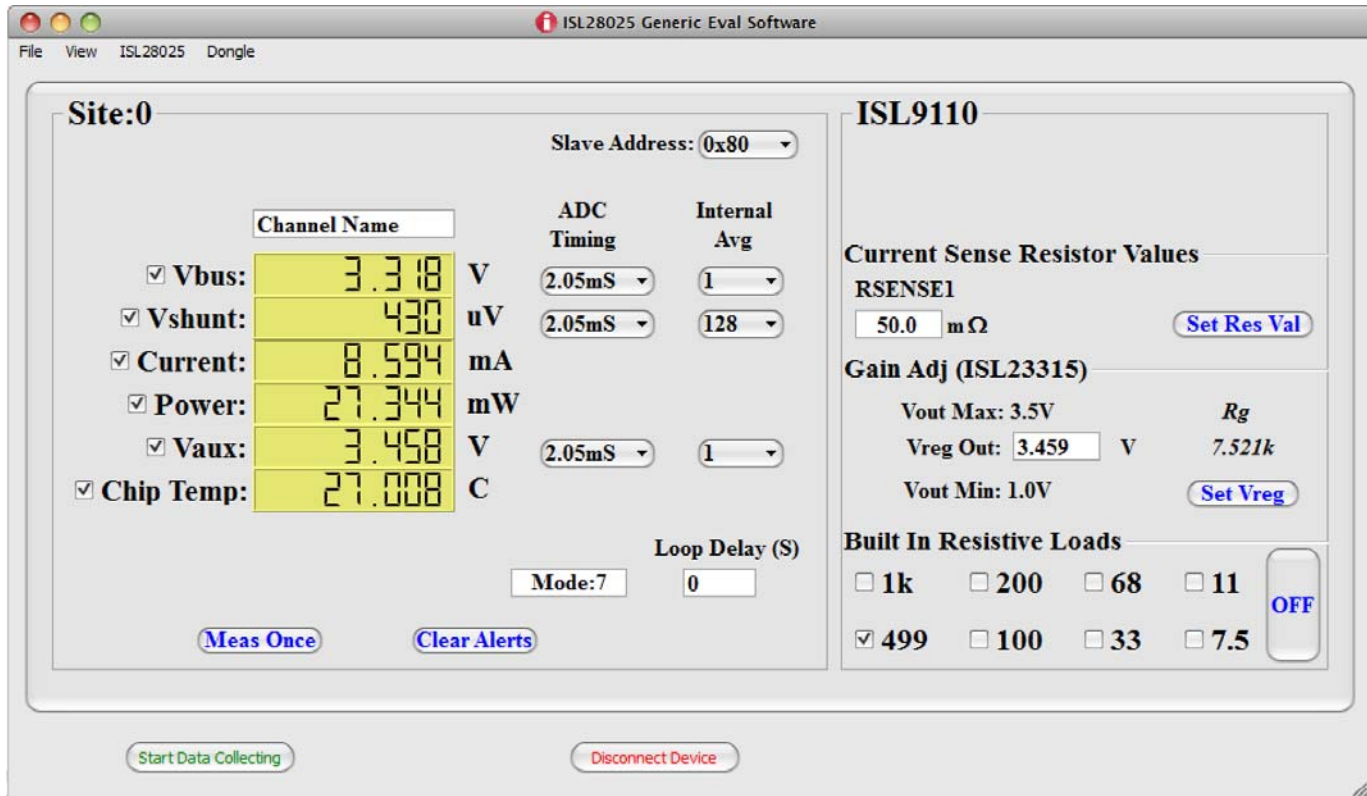 ISL28025 Generic Eval Software
File View ISL28025 Dongle
Site:0
Slave Address: 0x80
Channel Name
ADC Timing
Internal Avg
Vbus: 3.318 V 2.05mS 1
Vshunt: 430 uV 2.05mS 128
Current: 8.594 mA
Power: 27.344 mW
Vaux: 3.458 V 2.05mS 1
Chip Temp: 27.008 C
Loop Delay (S)
Mode:7 0
Meas Once Clear Alerts
ISL9110
Current Sense Resistor Values
RSENSE1
50.0 mΩ Set Res Val
Gain Adj (ISL23315)
Vout Max: 3.5V Rg
Vreg Out: 3.459 V 7.521k
Vout Min: 1.0V Set Vreg
Built In Resistive Loads
1k 200 68 11
OFF
499 100 33 7.5
Start Data Collecting Disconnect Device